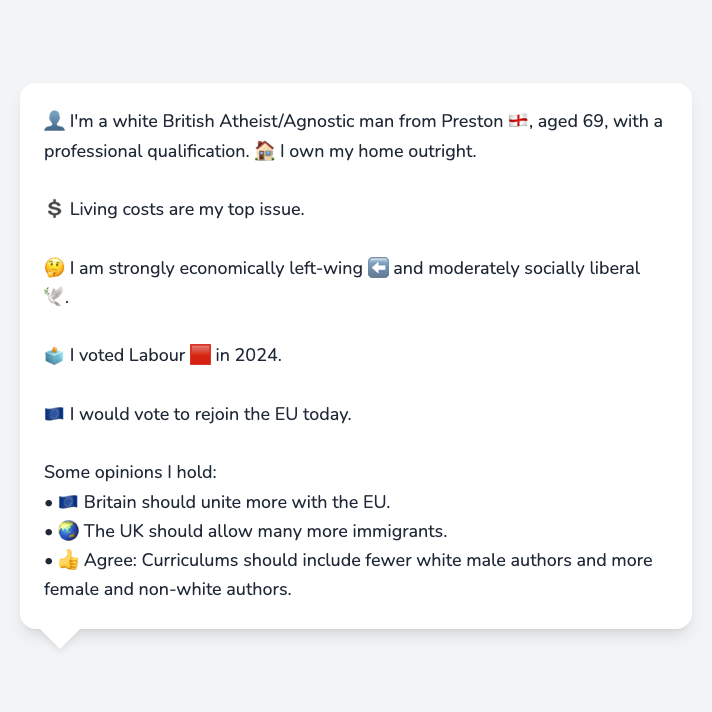 👤 I'm a white British Atheist/Agnostic man from Preston 🏴󠁧󠁢󠁥󠁮󠁧󠁿, aged 69, with a
professional qualification. 🏠 I own my home outright.
💲 Living costs are my top issue.
🤔 I am strongly economically left-wing ⬅️ and moderately socially liberal
🕊️.
🗳️ I voted Labour 🟥 in 2024.
🇪🇺 I would vote to rejoin the EU today.
Some opinions I hold:
• 🇪🇺 Britain should unite more with the EU.
• 🌏 The UK should allow many more immigrants.
• 👍 Agree: Curriculums should include fewer white male authors and more
female and non-white authors.